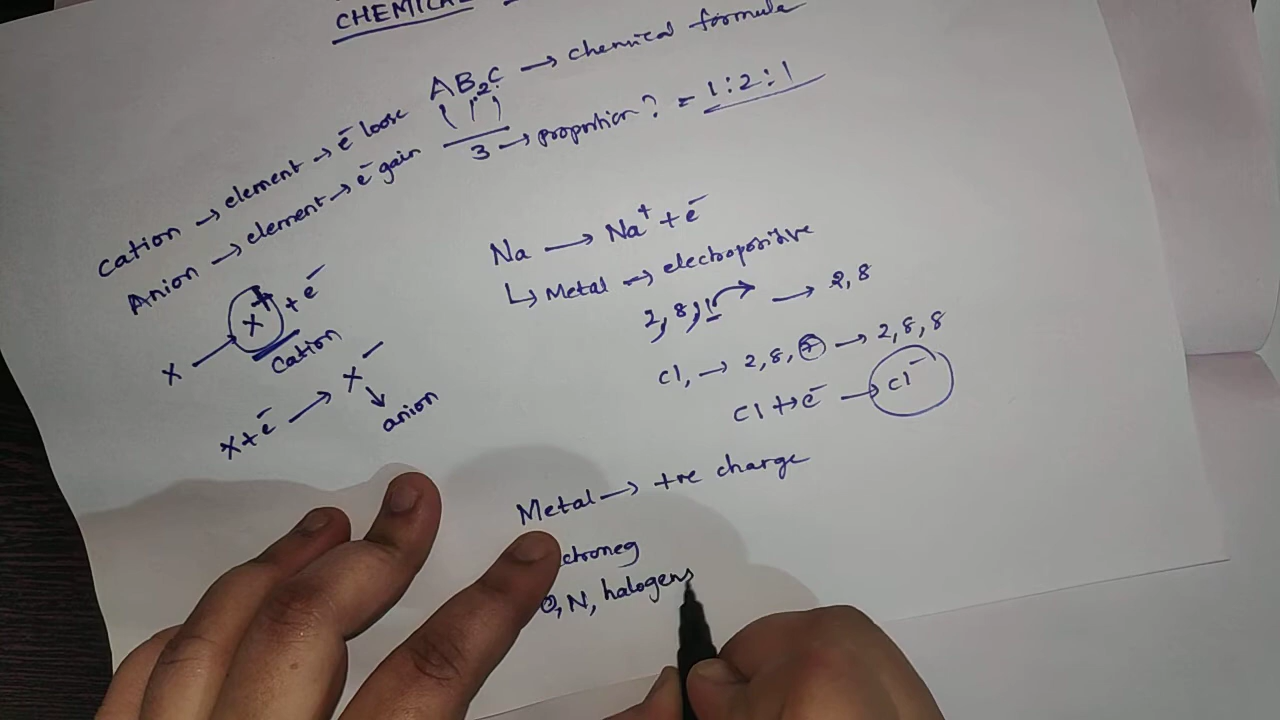 CHEMICAL
AB₂C → chemical formula
3 → proportion? = 1:2:1
Cation → element → e⁻ loose
Anion → element → e⁻ gain
X → X⁺ + e⁻
Cation
X + e⁻ → X⁻
anion
Na → Na⁺ + e⁻
↳ Metal → electropositive
2,8,1 → 2,8
Cl, → 2,8,7 → 2,8,8
Cl + e⁻ → Cl⁻
Metal → +ve charge
ctroneg
O, N, halogens